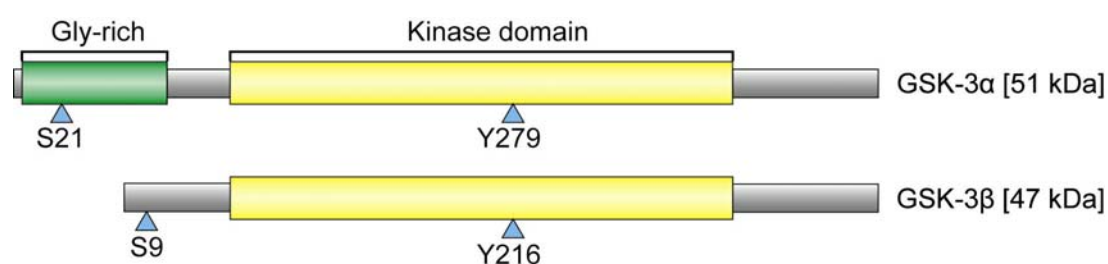 Gly-rich Kinase domain
GSK-3α [51 kDa]
S21 Y279
GSK-3β [47 kDa]
S9 Y216